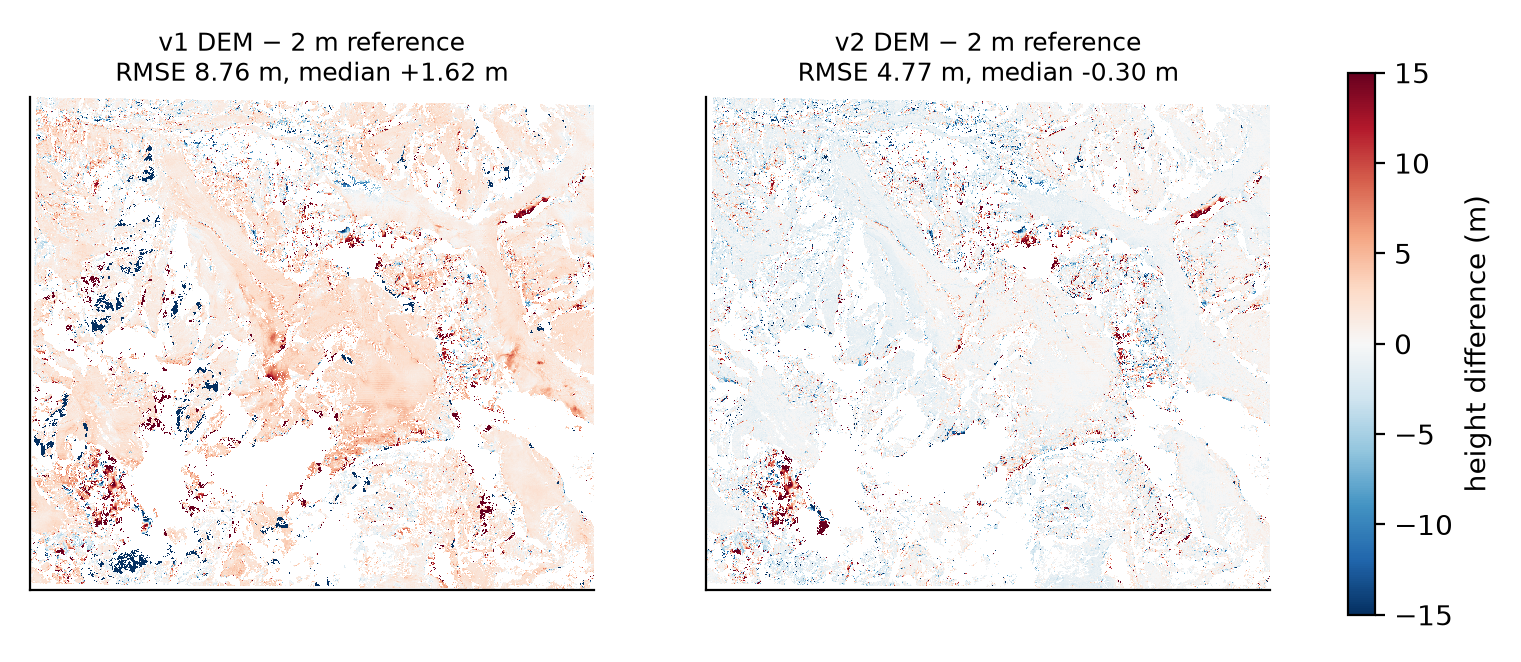 v1 DEM − 2 m reference
RMSE 8.76 m, median +1.62 m
v2 DEM − 2 m reference
RMSE 4.77 m, median -0.30 m
15
10
5
0
−5
−10
−15
height difference (m)